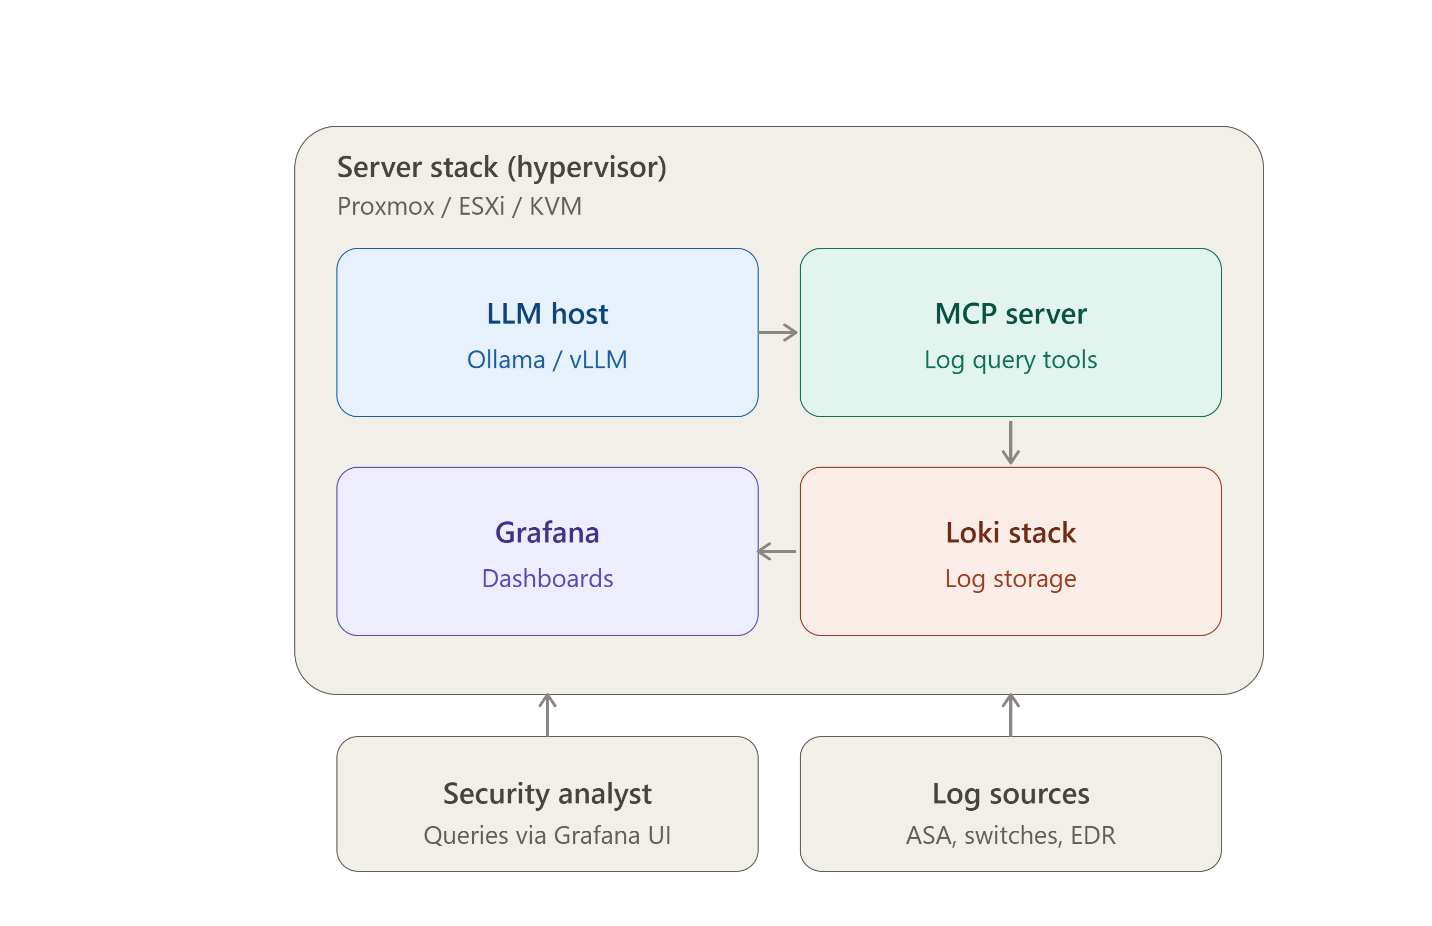 Server stack (hypervisor)
Proxmox / ESXi / KVM
LLM host
Ollama / vLLM
MCP server
Log query tools
Grafana
Dashboards
Loki stack
Log storage
Security analyst
Queries via Grafana UI
Log sources
ASA, switches, EDR